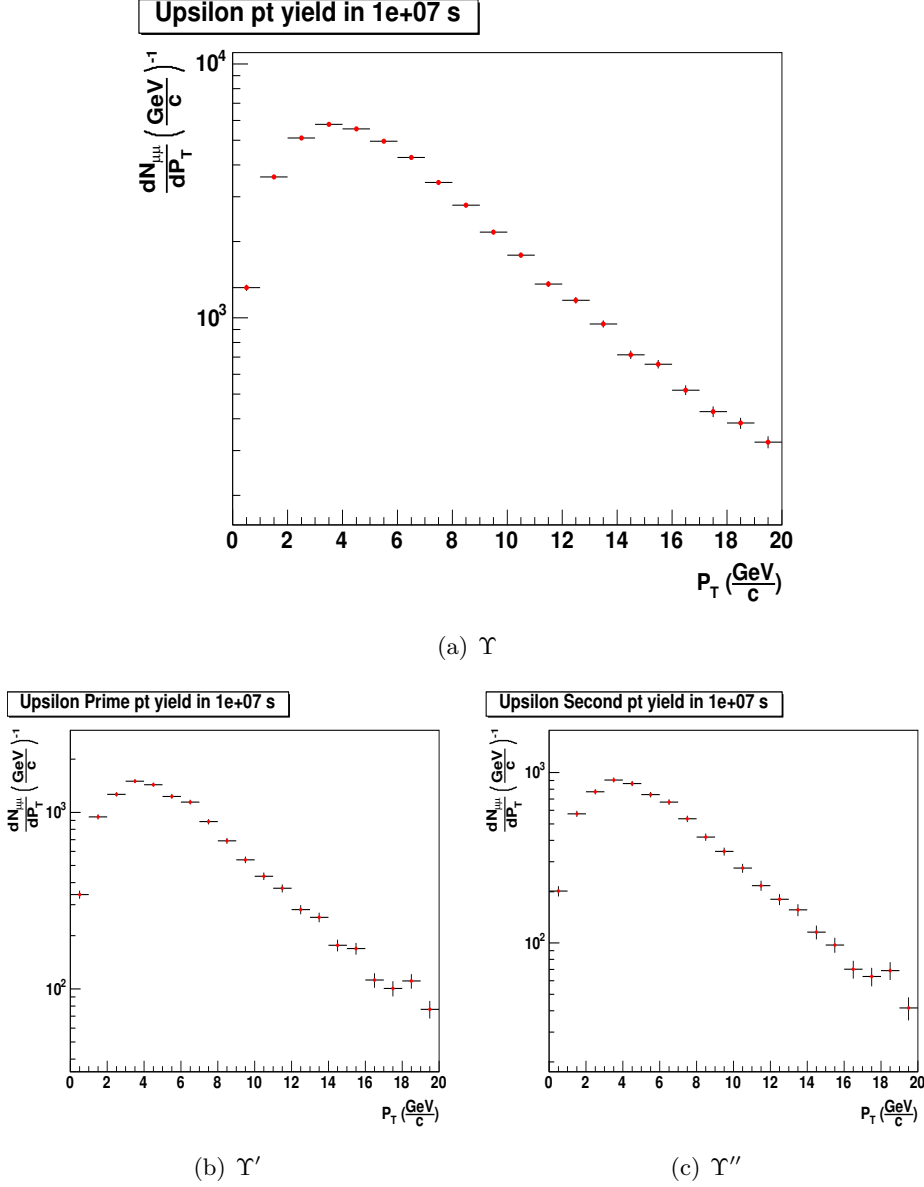 Upsilon pt yield in 1e+07 s
dN_μμ/dP_T (GeV/c)^-1
10^4
10^3
0 2 4 6 8 10 12 14 16 18 20
P_T (GeV/c)
(a) ϒ
Upsilon Prime pt yield in 1e+07 s
dN_μμ/dP_T (GeV/c)^-1
10^3
10^2
0 2 4 6 8 10 12 14 16 18 20
P_T (GeV/c)
(b) ϒ′
Upsilon Second pt yield in 1e+07 s
dN_μμ/dP_T (GeV/c)^-1
10^3
10^2
0 2 4 6 8 10 12 14 16 18 20
P_T (GeV/c)
(c) ϒ′′